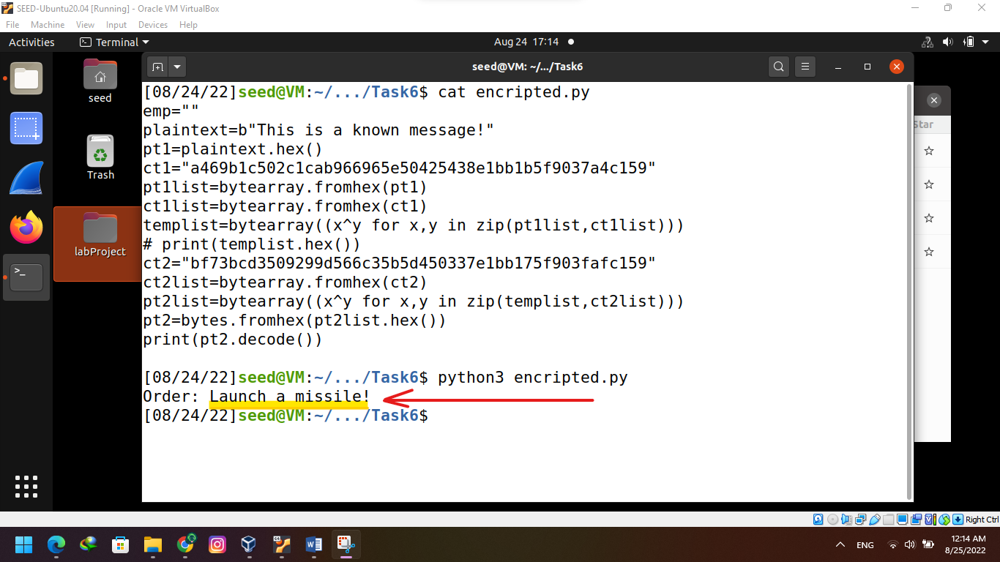 SEED-Ubuntu20.04 [Running] - Oracle VM VirtualBox
File Machine View Input Devices Help
Activities Terminal Aug 24 17:14
seed@VM: ~/.../Task6
seed
Trash
labProject
Star
[08/24/22]seed@VM:~/.../Task6$ cat encripted.py
emp=""
plaintext=b"This is a known message!"
pt1=plaintext.hex()
ct1="a469b1c502c1cab966965e50425438e1bb1b5f9037a4c159"
pt1list=bytearray.fromhex(pt1)
ct1list=bytearray.fromhex(ct1)
templist=bytearray((x^y for x,y in zip(pt1list,ct1list)))
# print(templist.hex())
ct2="bf73bcd3509299d566c35b5d450337e1bb175f903fafc159"
ct2list=bytearray.fromhex(ct2)
pt2list=bytearray((x^y for x,y in zip(templist,ct2list)))
pt2=bytes.fromhex(pt2list.hex())
print(pt2.decode())
[08/24/22]seed@VM:~/.../Task6$ python3 encripted.py
Order: Launch a missile!
[08/24/22]seed@VM:~/.../Task6$
Right Ctrl
ENG
12:14 AM
8/25/2022